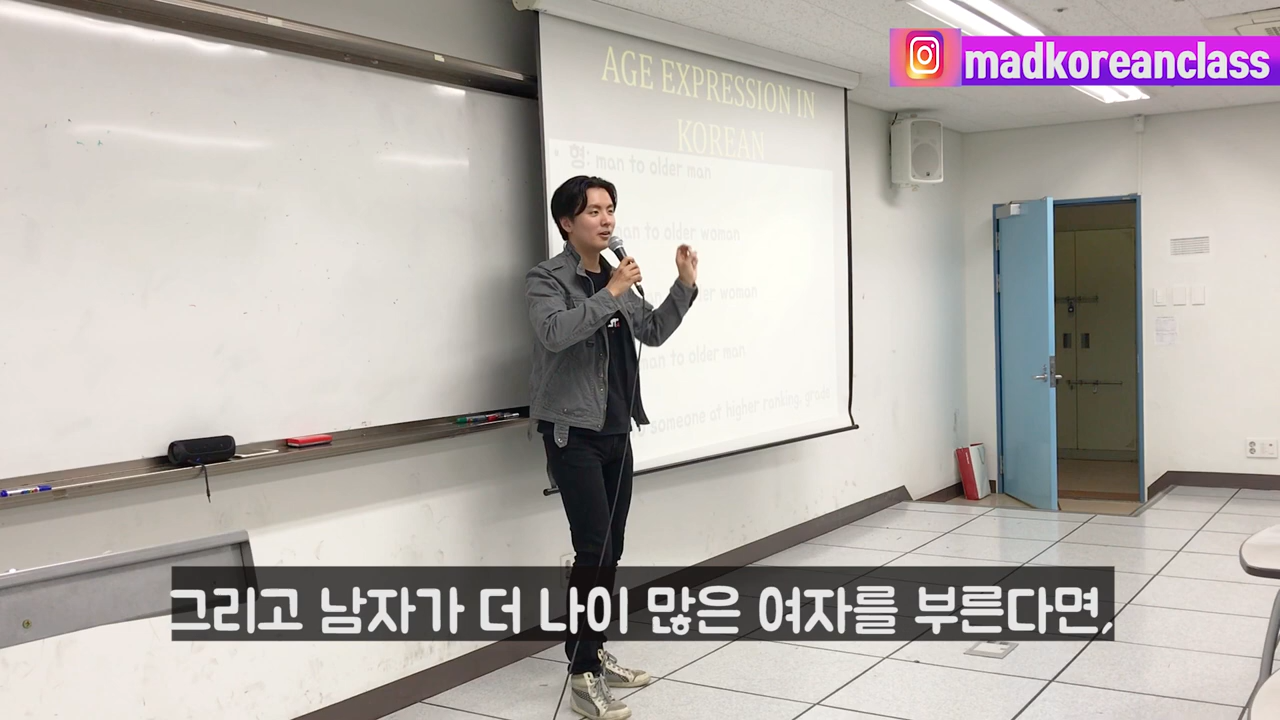 madkoreanclass
AGE EXPRESSION IN
KOREAN
• 형: man to older man
man to older woman
older woman
man to older man
someone at higher ranking, grade
그리고 남자가 더 나이 많은 여자를 부른다면,